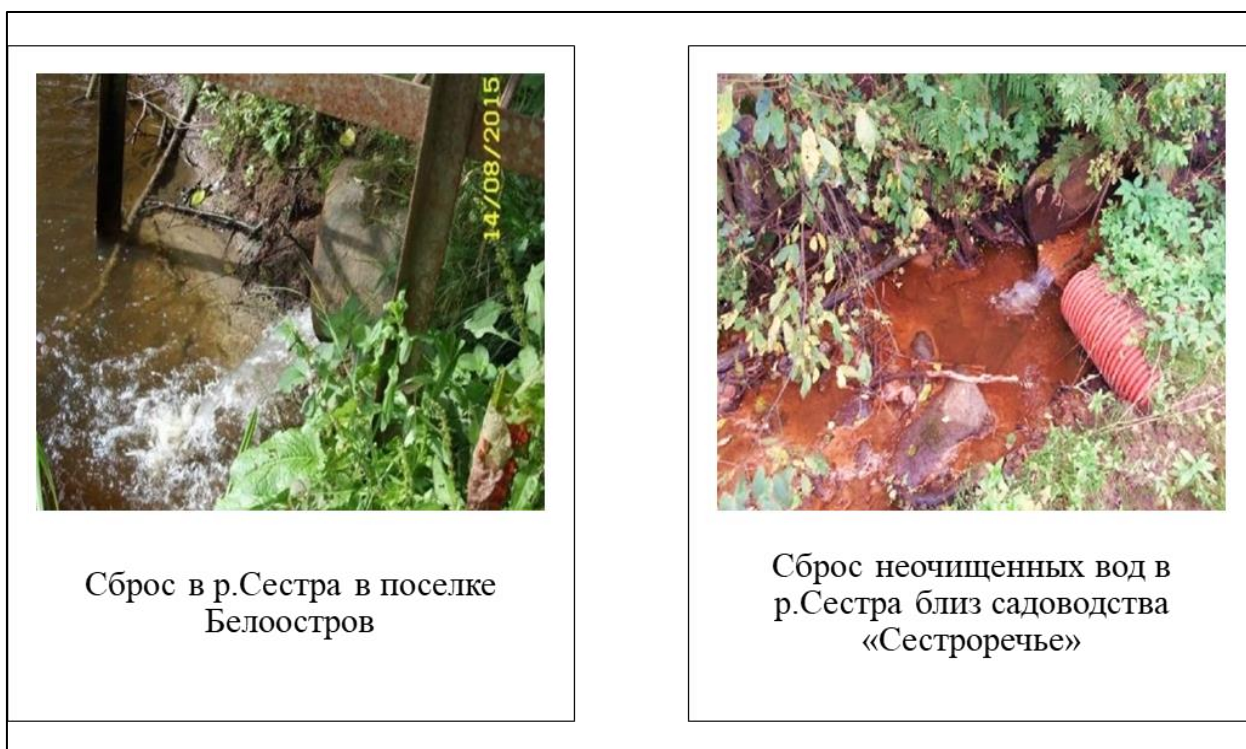 14/08/2015
Сброс в р.Сестра в поселке
Белоостров
Сброс неочищенных вод в
р.Сестра близ садоводства
«Сестроречье»